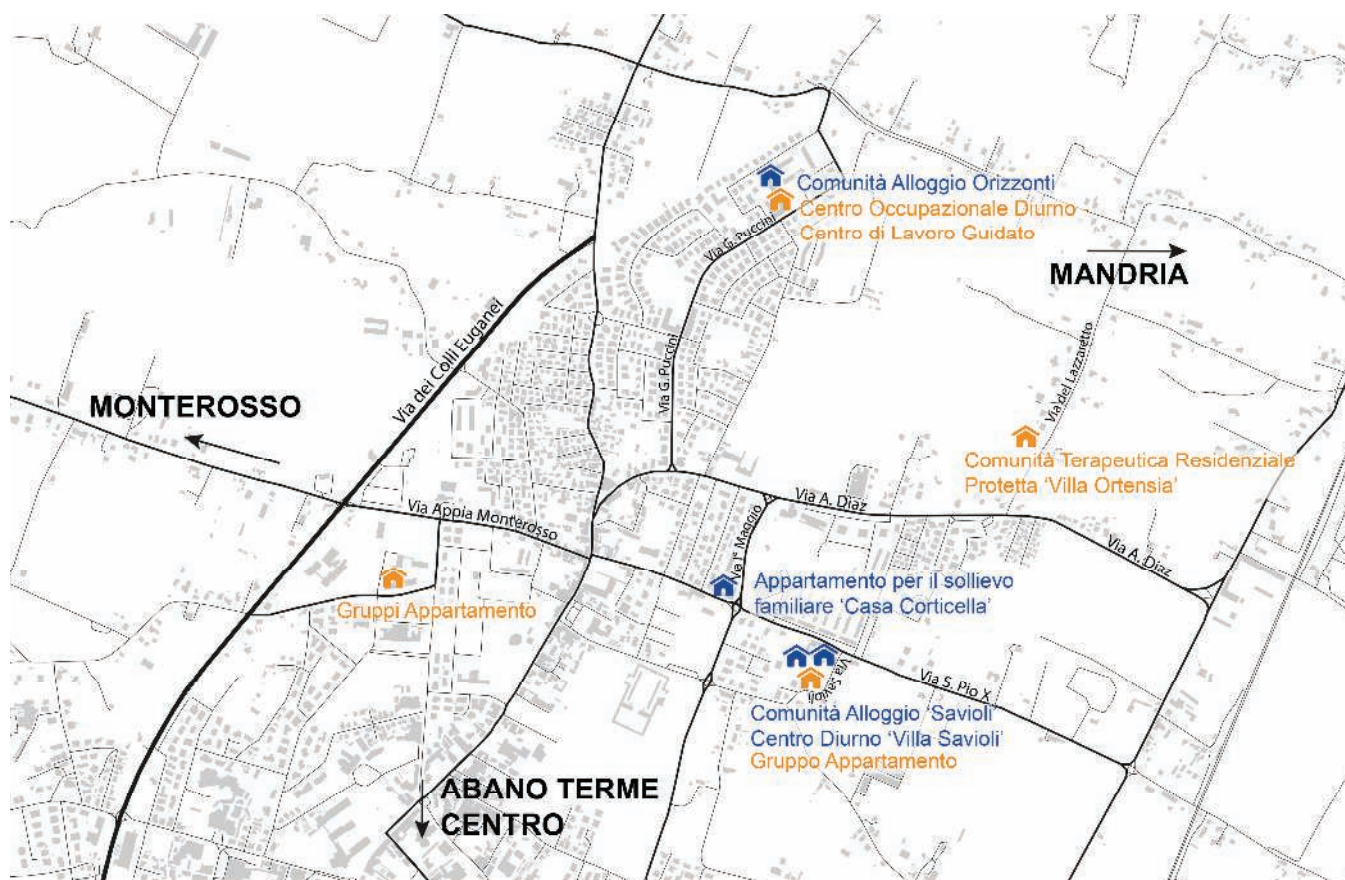 Comunità Alloggio Orizzonti
Centro Occupazionale Diurno
Centro di Lavoro Guidato
Via G. Puccini
MANDRIA
Via dei Colli Euganei
Via G. Puccini
Via del Lazzaretto
MONTEROSSO
Comunità Terapeutica Residenziale
Protetta 'Villa Ortensia'
Via A. Diaz
Via Appia Monterosso
Via 1° Maggio
Via A. Diaz
Appartamento per il sollievo
familiare 'Casa Corticella'
Gruppi Appartamento
Via Savioli
Via S. Pio X
Comunità Alloggio 'Savioli'
Centro Diurno 'Villa Savioli'
Gruppo Appartamento
ABANO TERME
CENTRO